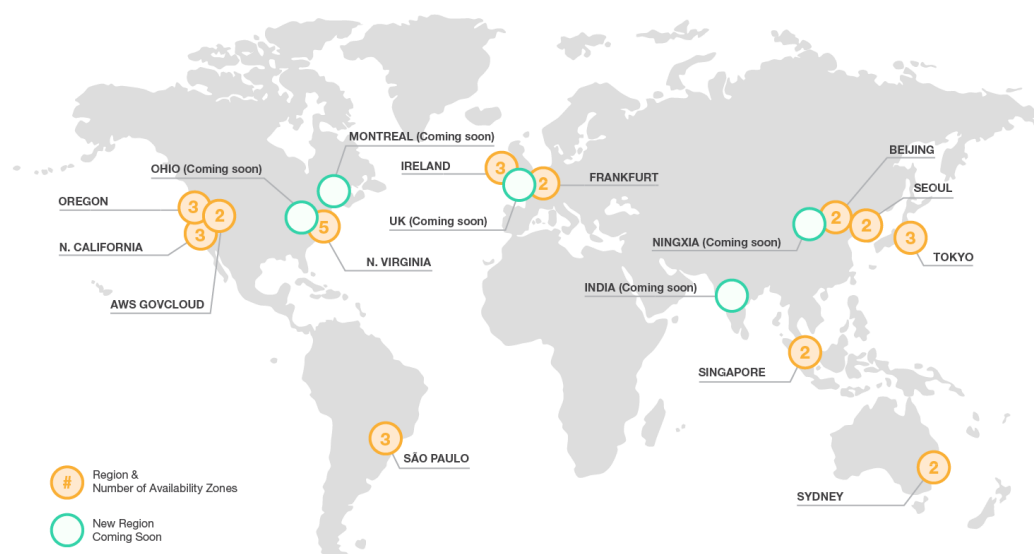 MONTREAL (Coming soon)
OHIO (Coming soon)
IRELAND
3
BEIJING
2
FRANKFURT
SEOUL
OREGON
3
2
UK (Coming soon)
2
2
N. CALIFORNIA
3
5
NINGXIA (Coming soon)
3
N. VIRGINIA
TOKYO
INDIA (Coming soon)
AWS GOVCLOUD
2
SINGAPORE
3
SÃO PAULO
2
SYDNEY
#
Region &
Number of Availability Zones
New Region
Coming Soon